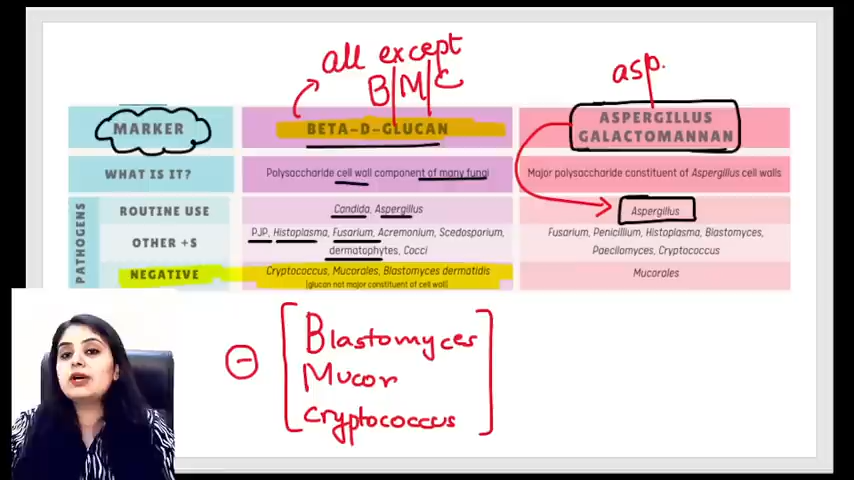 all except
B|M|C
asp.
MARKER
BETA-D-GLUCAN
ASPERGILLUS
GALACTOMANNAN
WHAT IS IT?
Polysaccharide cell wall component of many fungi
Major polysaccharide constituent of Aspergillus cell walls
PATHOGENS
ROUTINE USE
Candida, Aspergillus
Aspergillus
OTHER +S
PJP, Histoplasma, Fusarium, Acremonium, Scedosporium,
dermatophytes, Cocci
Fusarium, Penicillium, Histoplasma, Blastomyces,
Paecilomyces, Cryptococcus
NEGATIVE
Cryptococcus, Mucorales, Blastomyces dermatidis
(glucan not major constituent of cell wall)
Mucorales
Blastomyces
Mucor
Cryptococcus